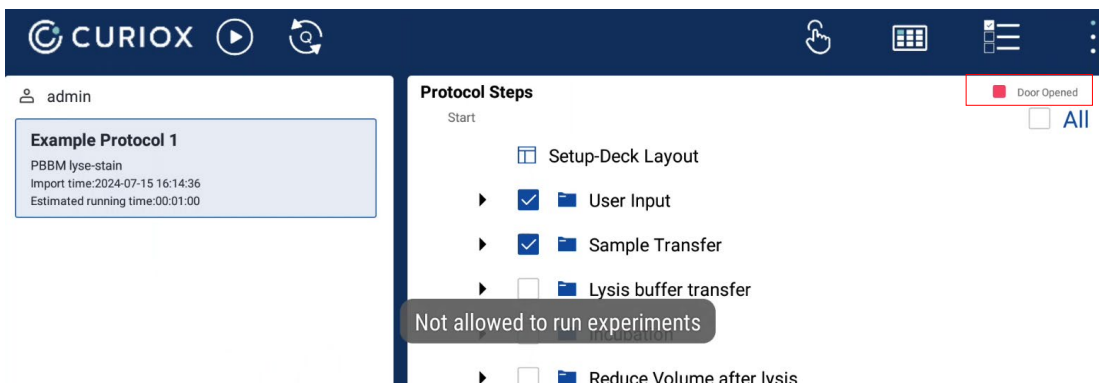 CURIOX
admin
Example Protocol 1
PBBM lyse-stain
Import time:2024-07-15 16:14:36
Estimated running time:00:01:00
Protocol Steps
Door Opened
Start
All
Setup-Deck Layout
User Input
Sample Transfer
Lysis buffer transfer
Not allowed to run experiments
Incubation
Reduce Volume after lysis